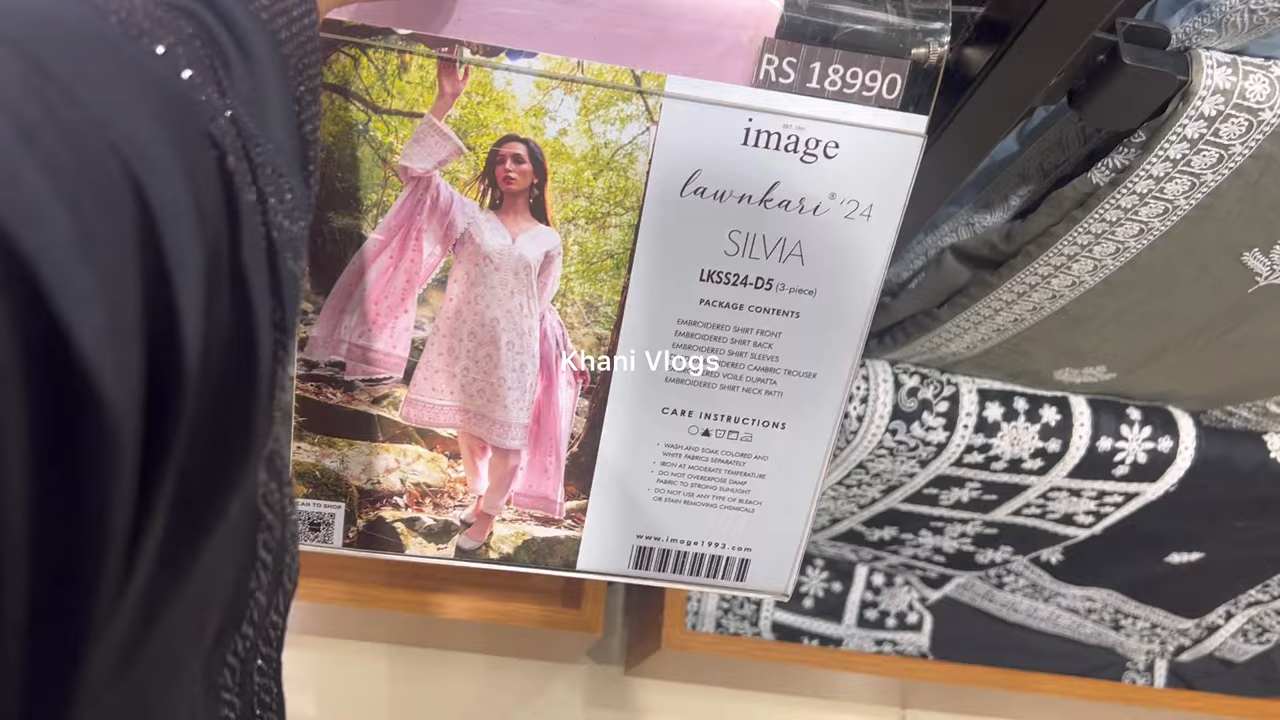 RS 18990
EST. 1993
image
lawnkari® '24
SILVIA
LKSS24-D5 (3-piece)
PACKAGE CONTENTS
EMBROIDERED SHIRT FRONT
EMBROIDERED SHIRT BACK
EMBROIDERED SHIRT SLEEVES
CAMBRIC TROUSER
VOILE DUPATTA
EMBROIDERED SHIRT NECK PATTI
Khani Vlogs
CARE INSTRUCTIONS
• WASH AND SOAK COLORED AND
WHITE FABRICS SEPARATELY
• IRON AT MODERATE TEMPERATURE
• DO NOT OVEREXPOSE DAMP
FABRIC TO STRONG SUNLIGHT
• DO NOT USE ANY TYPE OF BLEACH
OR STAIN REMOVING CHEMICALS
www.image1993.com
SCAN TO SHOP